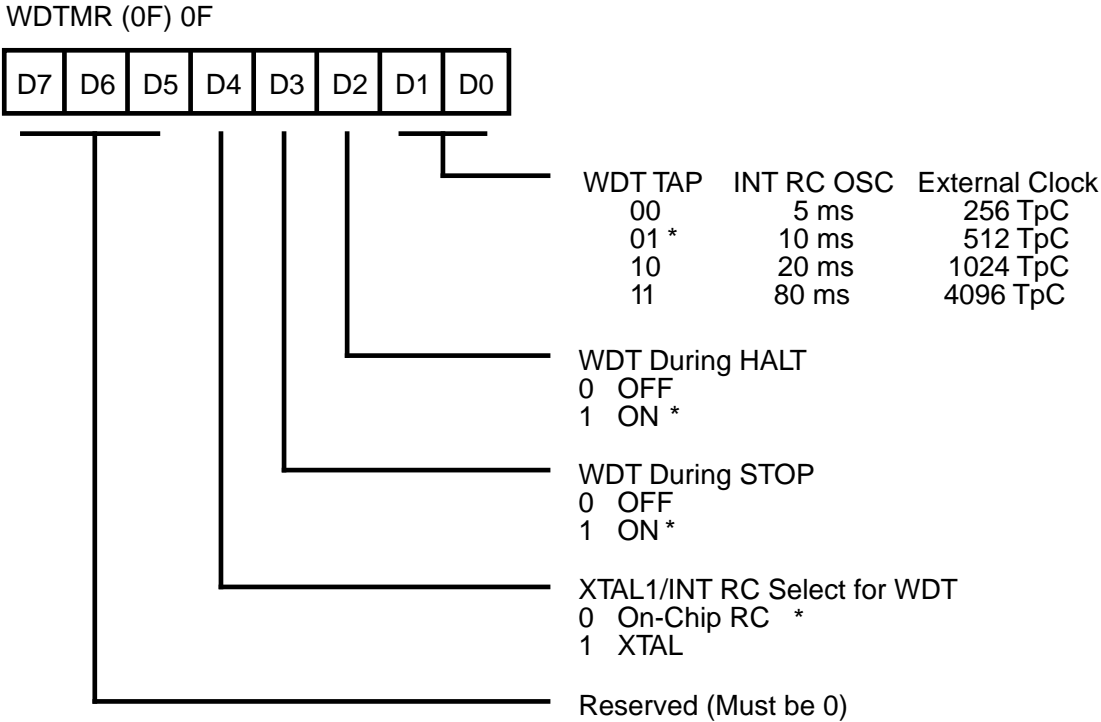 WDTMR (0F) 0F
D7 D6 D5 D4 D3 D2 D1 D0
WDT TAP INT RC OSC External Clock
00 5 ms 256 TpC
01 * 10 ms 512 TpC
10 20 ms 1024 TpC
11 80 ms 4096 TpC
WDT During HALT
0 OFF
1 ON *
WDT During STOP
0 OFF
1 ON *
XTAL1/INT RC Select for WDT
0 On-Chip RC *
1 XTAL
Reserved (Must be 0)